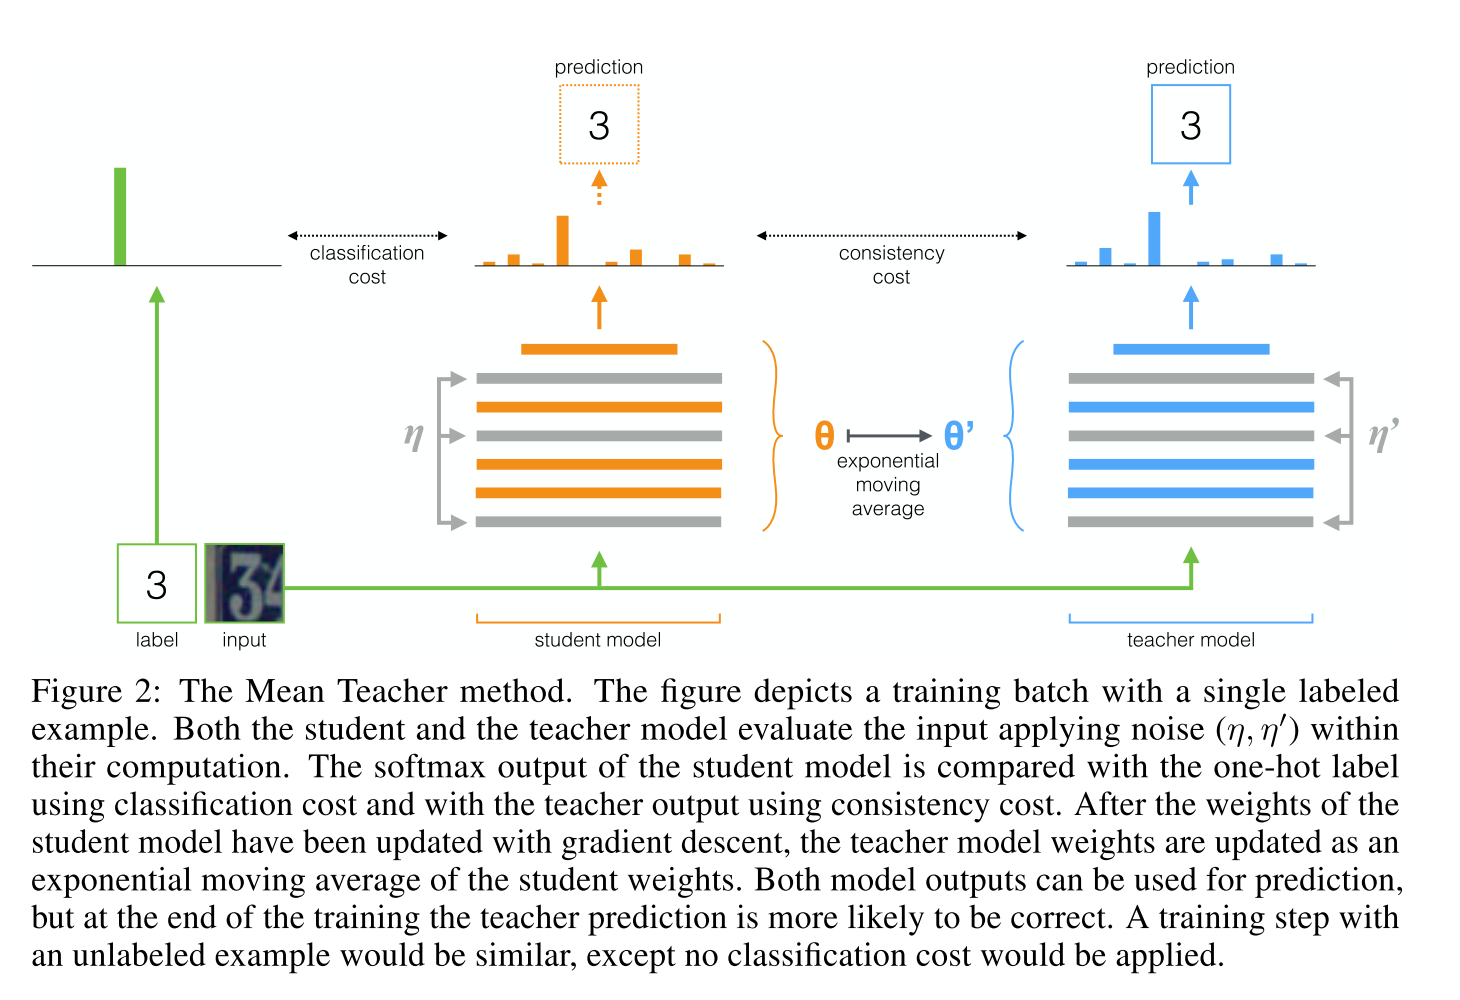 prediction
3
prediction
3
classification
cost
consistency
cost
η
θ
θ’
η’
exponential
moving
average
3
34
label
input
student model
teacher model
Figure 2: The Mean Teacher method. The figure depicts a training batch with a single labeled
example. Both the student and the teacher model evaluate the input applying noise (η, η′) within
their computation. The softmax output of the student model is compared with the one-hot label
using classification cost and with the teacher output using consistency cost. After the weights of the
student model have been updated with gradient descent, the teacher model weights are updated as an
exponential moving average of the student weights. Both model outputs can be used for prediction,
but at the end of the training the teacher prediction is more likely to be correct. A training step with
an unlabeled example would be similar, except no classification cost would be applied.